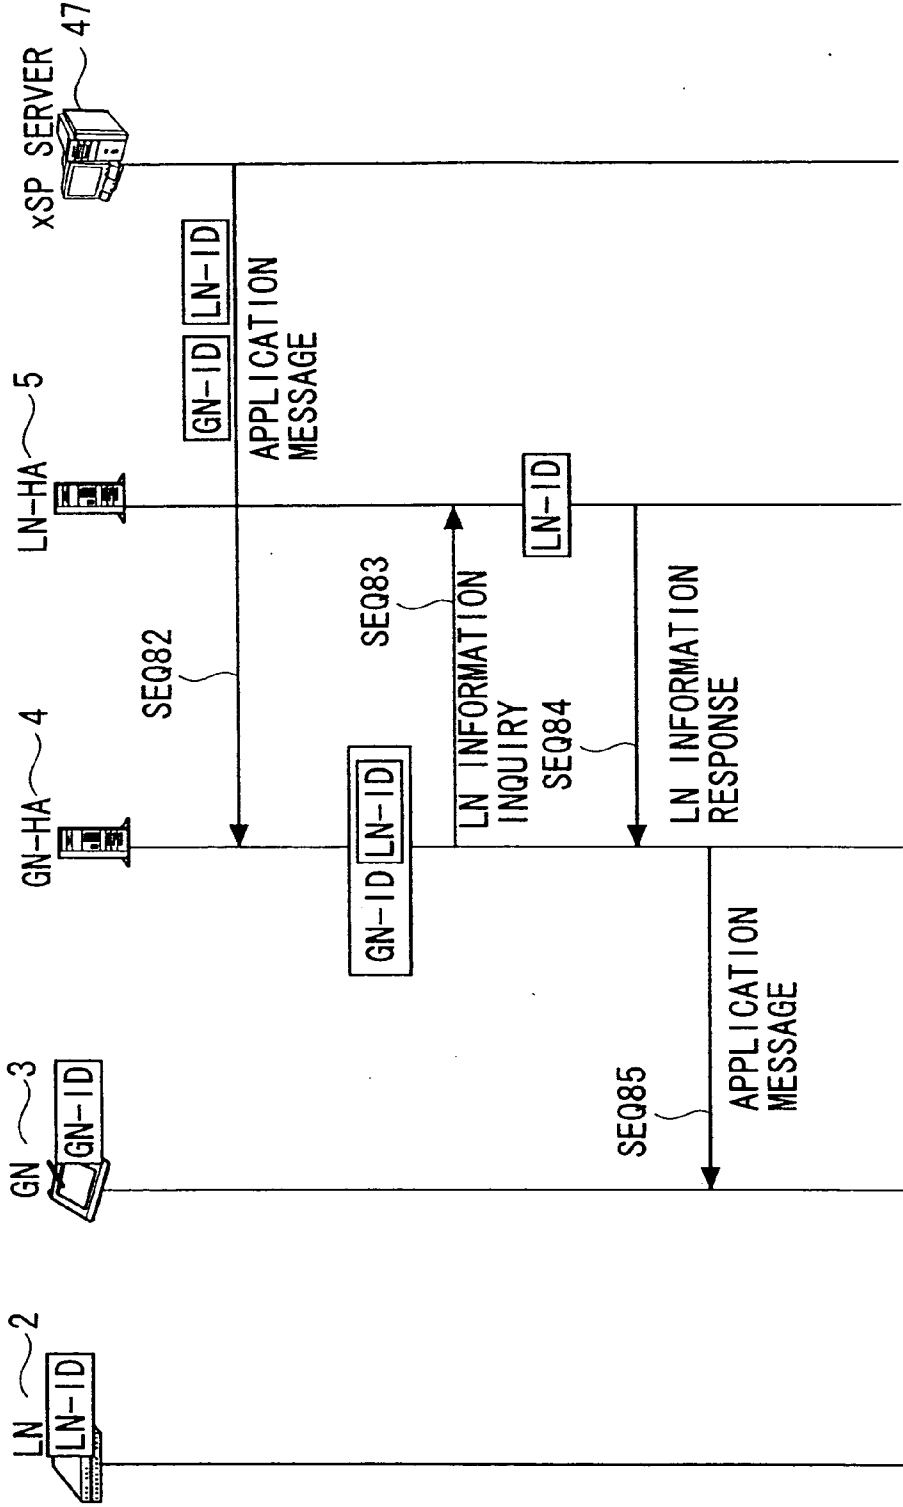 LN 2
LN-ID
GN 3
GN-ID
GN-HA 4
LN-HA 5
xSP SERVER 47
SEQ82
GN-ID LN-ID
APPLICATION
MESSAGE
GN-ID LN-ID
SEQ83
LN INFORMATION
INQUIRY
LN-ID
SEQ84
LN INFORMATION
RESPONSE
SEQ85
APPLICATION
MESSAGE